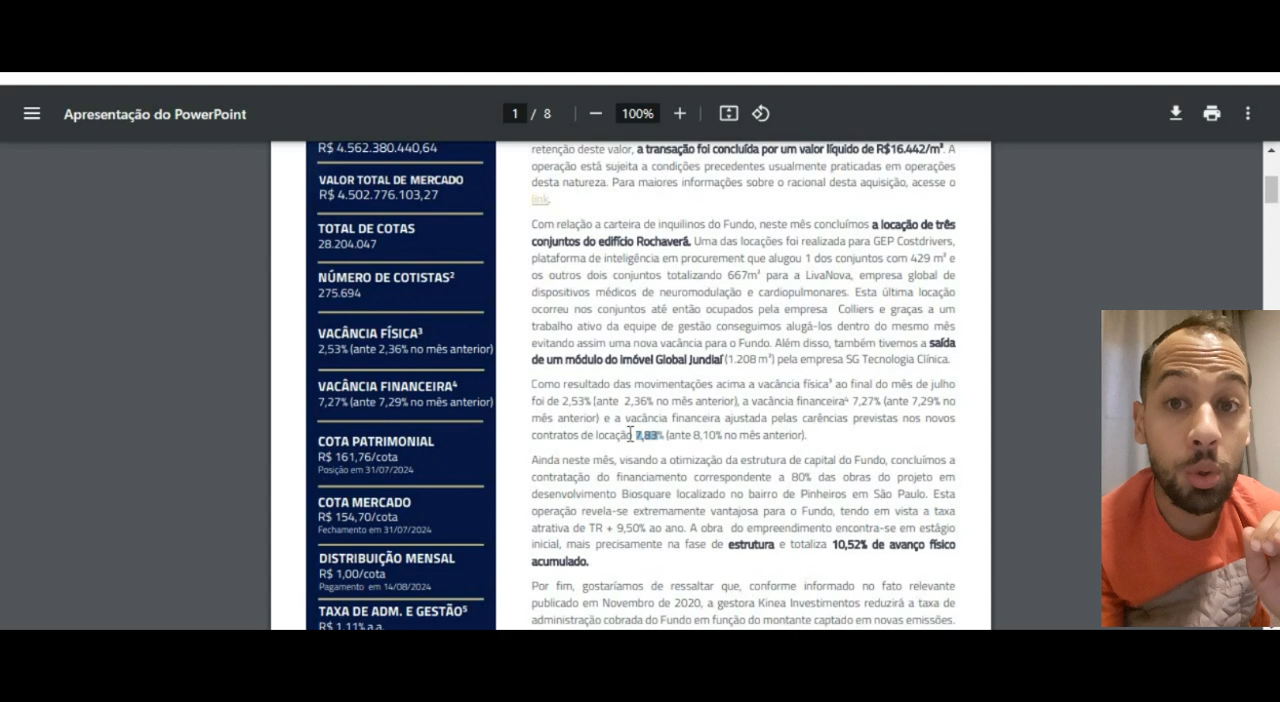 Apresentação do PowerPoint
1 / 8
100%
R$ 4.562.380.440,64
VALOR TOTAL DE MERCADO
R$ 4.502.776.103,27
TOTAL DE COTAS
28.204.047
NÚMERO DE COTISTAS²
275.694
VACÂNCIA FÍSICA³
2,53% (ante 2,36% no mês anterior)
VACÂNCIA FINANCEIRA⁴
7,27% (ante 7,29% no mês anterior)
COTA PATRIMONIAL
R$ 161,76/cota
Posição em 31/07/2024
COTA MERCADO
R$ 154,70/cota
Fechamento em 31/07/2024
DISTRIBUIÇÃO MENSAL
R$ 1,00/cota
Pagamento em 14/08/2024
TAXA DE ADM. E GESTÃO⁵
R$ 1,11% a.a.
retenção deste valor, a transação foi concluída por um valor líquido de R$16.442/m². A
operação está sujeita a condições precedentes usualmente praticadas em operações
desta natureza. Para maiores informações sobre o racional desta aquisição, acesse o
link.
Com relação a carteira de inquilinos do Fundo, neste mês concluímos a locação de três
conjuntos do edifício Rochaverá. Uma das locações foi realizada para GEP Costdrivers,
plataforma de inteligência em procurement que alugou 1 dos conjuntos com 429 m² e
os outros dois conjuntos totalizando 667m² para a LivaNova, empresa global de
dispositivos médicos de neuromodulação e cardiopulmonares. Esta última locação
ocorreu nos conjuntos até então ocupados pela empresa Colliers e graças a um
trabalho ativo da equipe de gestão conseguimos alugá-los dentro do mesmo mês
evitando assim uma nova vacância para o Fundo. Além disso, também tivemos a saída
de um módulo do imóvel Global Jundiaí (1.208 m²) pela empresa SG Tecnologia Clínica.
Como resultado das movimentações acima a vacância física³ ao final do mês de julho
foi de 2,53% (ante 2,36% no mês anterior), a vacância financeira⁴ 7,27% (ante 7,29% no
mês anterior) e a vacância financeira ajustada pelas carências previstas nos novos
contratos de locação 7,83% (ante 8,10% no mês anterior).
Ainda neste mês, visando a otimização da estrutura de capital do Fundo, concluímos a
contratação do financiamento correspondente a 80% das obras do projeto em
desenvolvimento Biosquare localizado no bairro de Pinheiros em São Paulo. Esta
operação revela-se extremamente vantajosa para o Fundo, tendo em vista a taxa
atrativa de TR + 9,50% ao ano. A obra do empreendimento encontra-se em estágio
inicial, mais precisamente na fase de estrutura e totaliza 10,52% de avanço físico
acumulado.
Por fim, gostaríamos de ressaltar que, conforme informado no fato relevante
publicado em Novembro de 2020, a gestora Kinea Investimentos reduzirá a taxa de
administração cobrada do Fundo em função do montante captado em novas emissões.